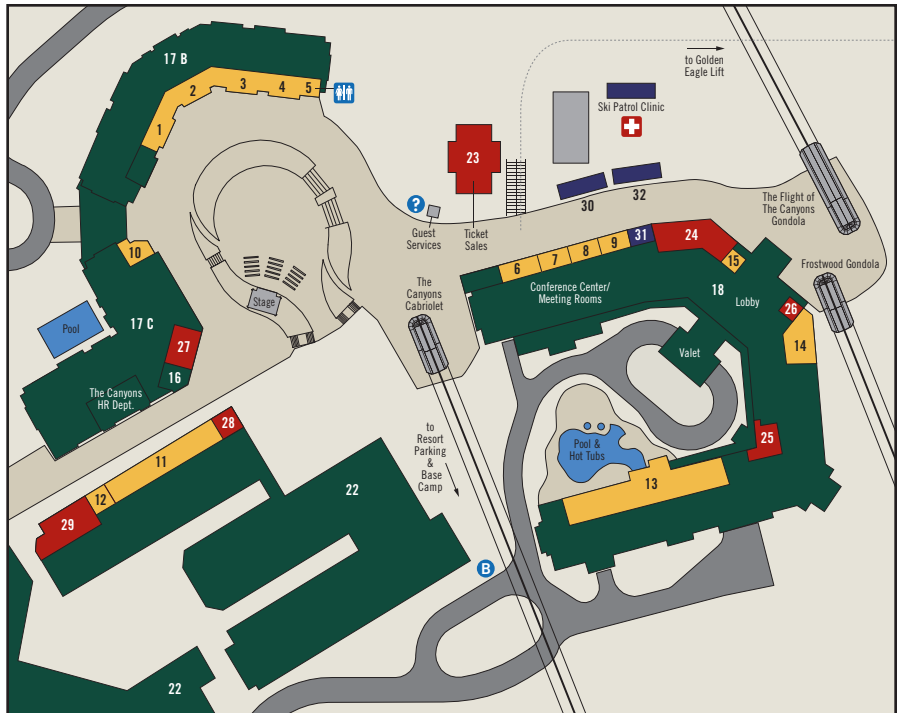 17 B
1
2
3
4
5
to Golden
Eagle Lift
Ski Patrol Clinic
23
30
32
?
Guest
Services
Ticket
Sales
The Flight of
The Canyons
Gondola
Frostwood Gondola
10
6
7
8
9
31
24
15
Conference Center/
Meeting Rooms
18
Lobby
26
14
Stage
The
Canyons
Cabriolet
Pool
17 C
27
16
The Canyons
HR Dept.
Valet
28
11
12
29
to
Resort
Parking
&
Base
Camp
Pool &
Hot Tubs
25
13
22
B
22